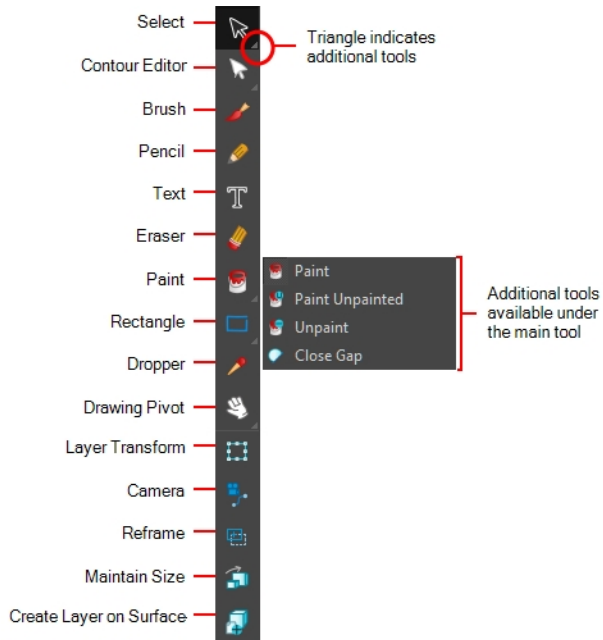 Select
Triangle indicates
additional tools
Contour Editor
Brush
Pencil
Text
Eraser
Paint
Paint
Paint Unpainted
Unpaint
Close Gap
Additional tools
available under
the main tool
Rectangle
Dropper
Drawing Pivot
Layer Transform
Camera
Reframe
Maintain Size
Create Layer on Surface